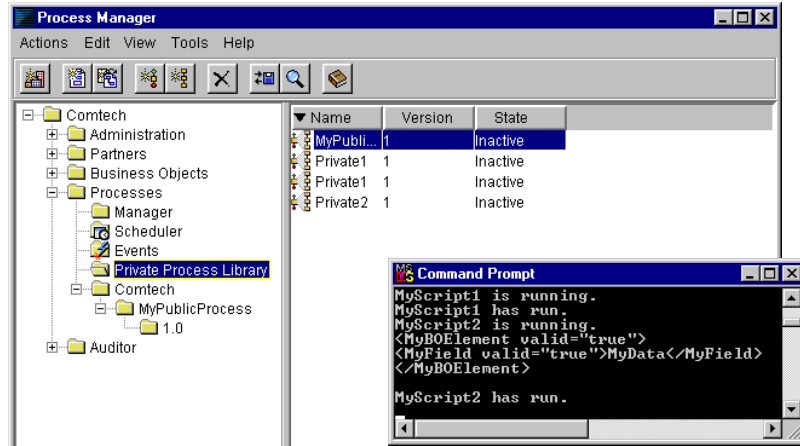 Process Manager
Actions Edit View Tools Help
Comtech
Administration
Partners
Business Objects
Processes
Manager
Scheduler
Events
Private Process Library
Comtech
MyPublicProcess
1.0
Auditor
Name Version State
MyPubli... 1 Inactive
Private1 1 Inactive
Private1 1 Inactive
Private2 1 Inactive
Command Prompt
MyScript1 is running.
MyScript1 has run.
MyScript2 is running.
<MyBOElement valid="true">
<MyField valid="true">MyData</MyField>
</MyBOElement>
MyScript2 has run.